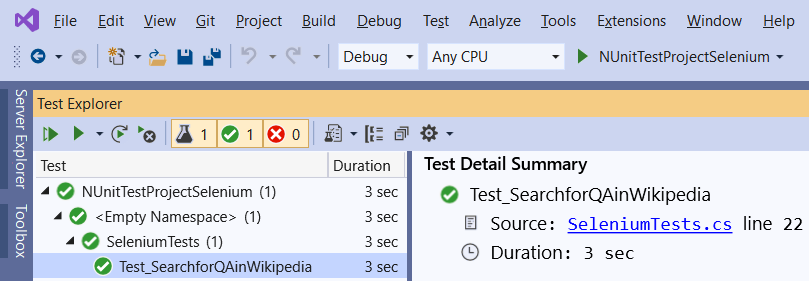 File Edit View Git Project Build Debug Test Analyze Tools Extensions Window Help
Debug Any CPU NUnitTestProjectSelenium
Server Explorer
Toolbox
Test Explorer
1 1 0
Test Duration
NUnitTestProjectSelenium (1) 3 sec
<Empty Namespace> (1) 3 sec
SeleniumTests (1) 3 sec
Test_SearchforQAinWikipedia 3 sec
Test Detail Summary
Test_SearchforQAinWikipedia
Source: SeleniumTests.cs line 22
Duration: 3 sec